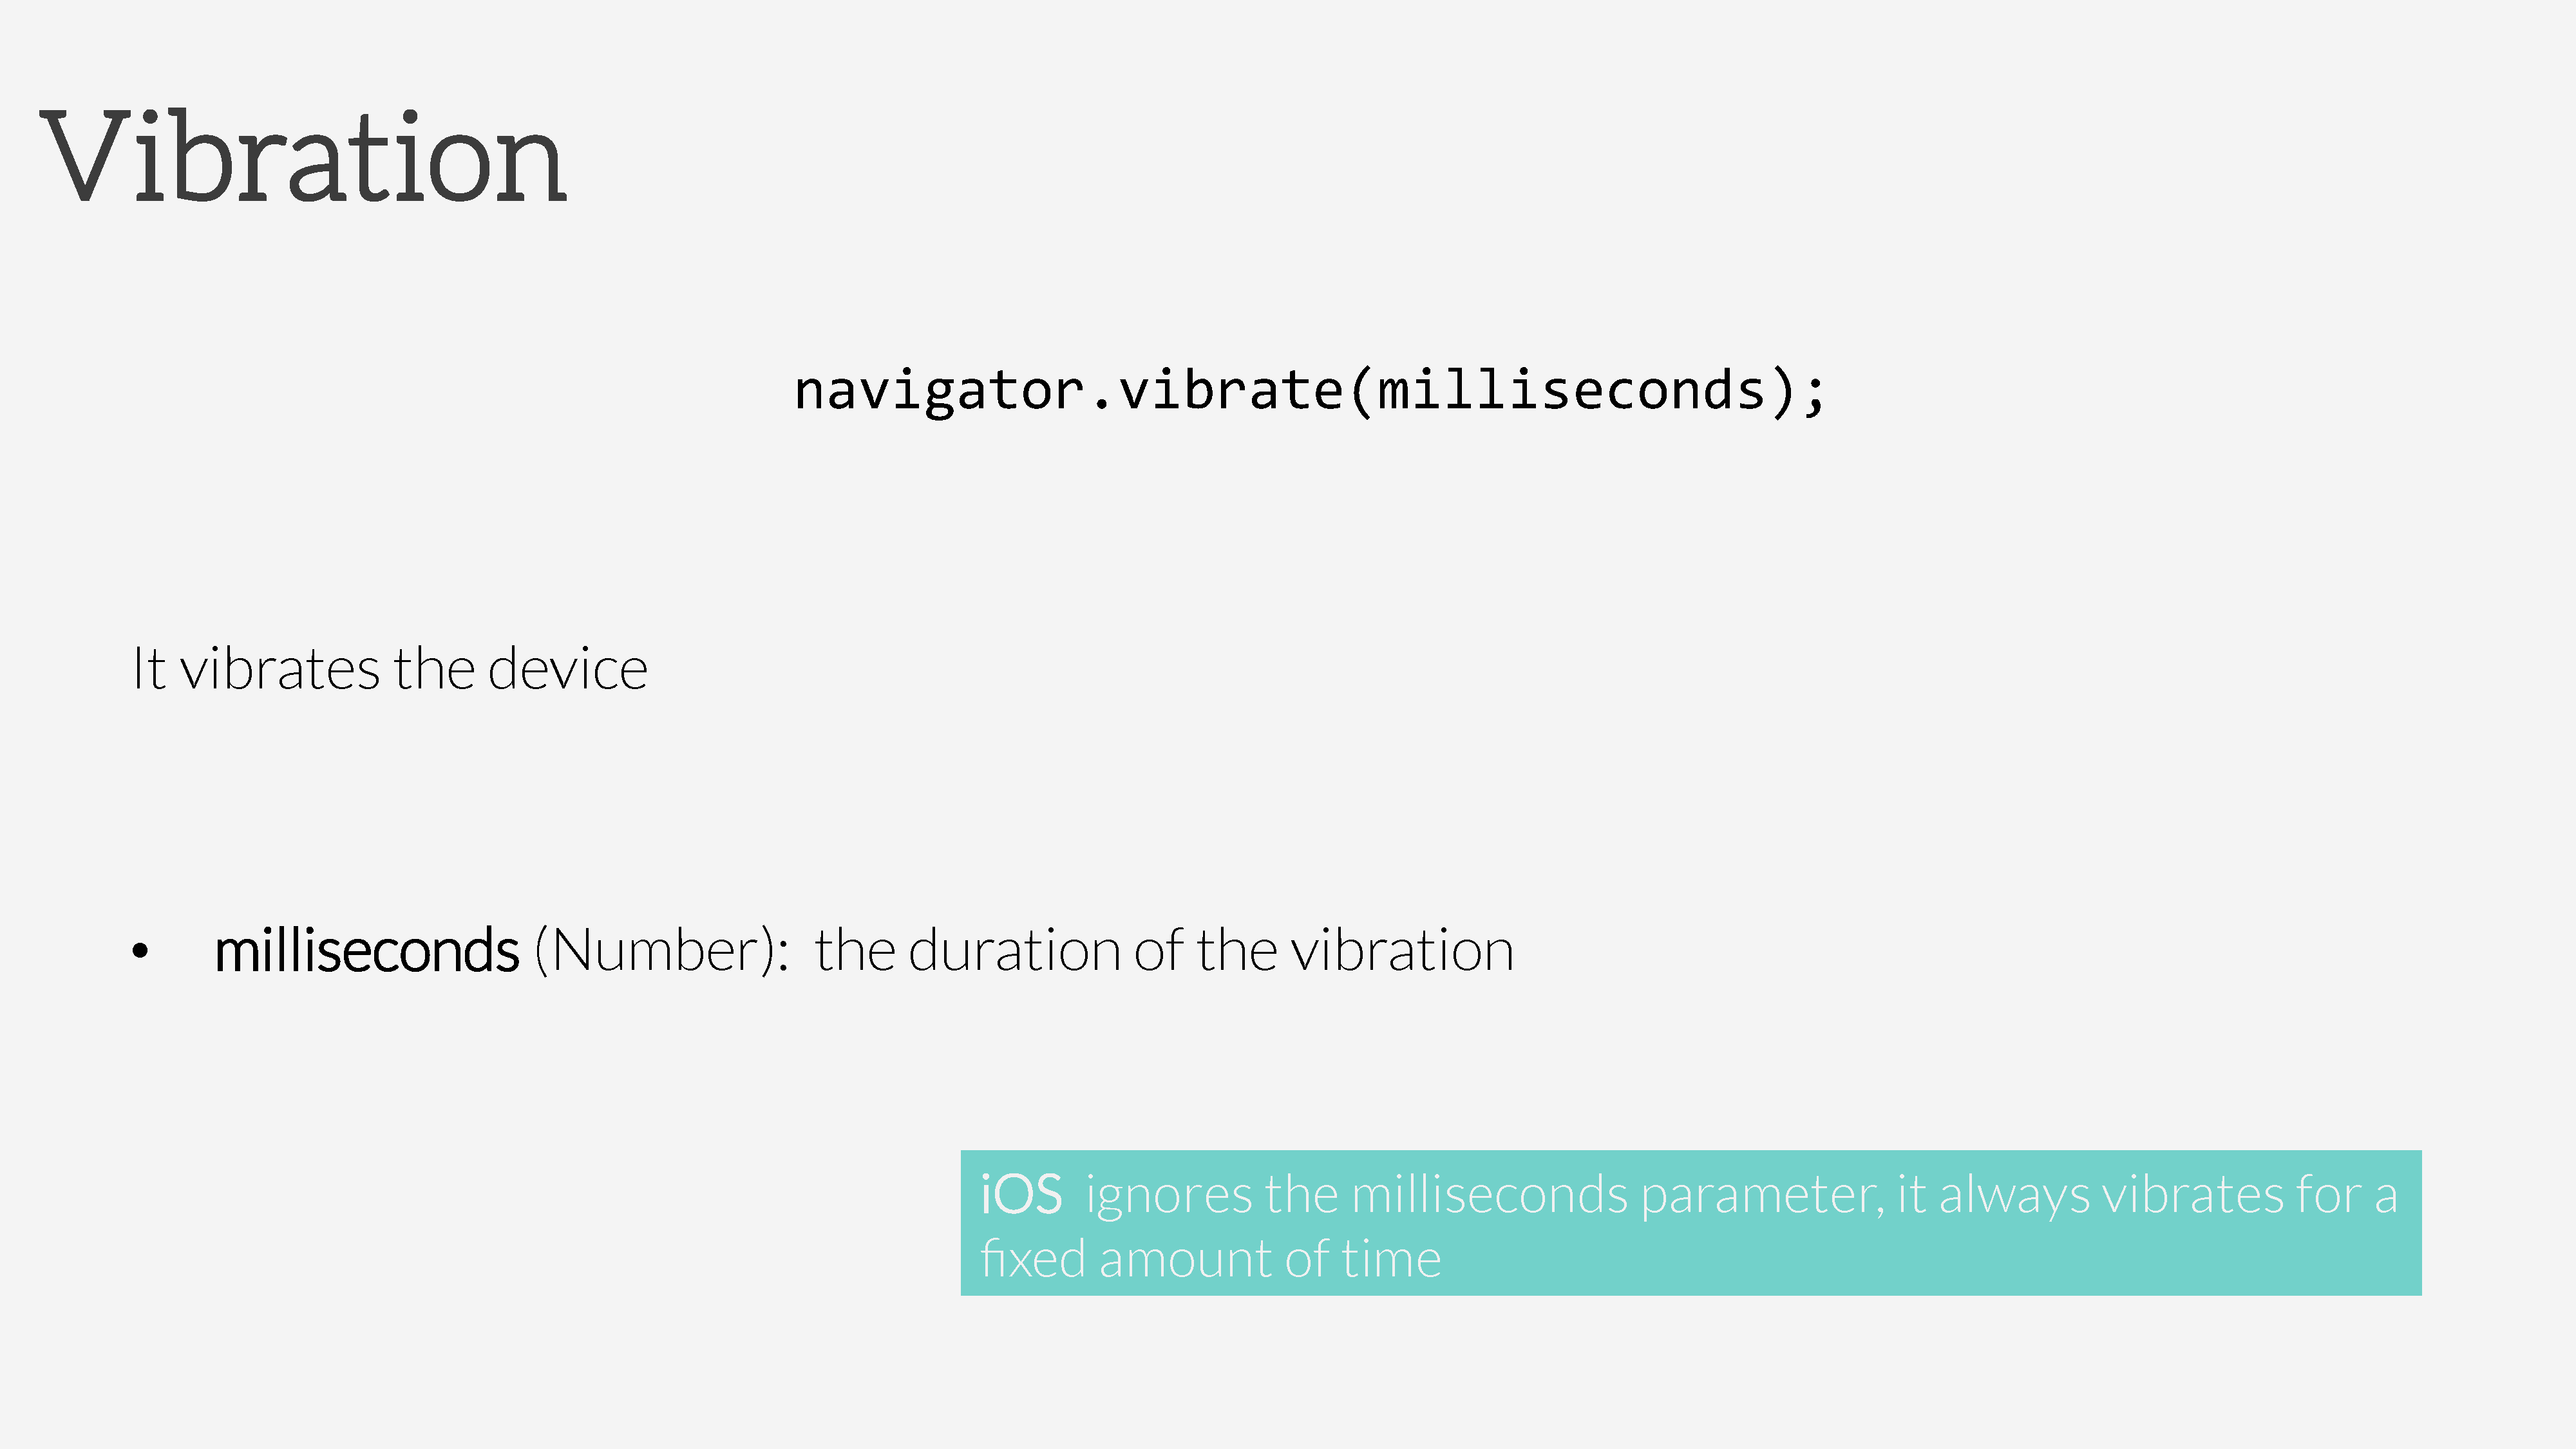 Vibration
navigator.vibrate(milliseconds);
It vibrates the device
• milliseconds (Number): the duration of the vibration
iOS ignores the milliseconds parameter, it always vibrates for a
fixed amount of time